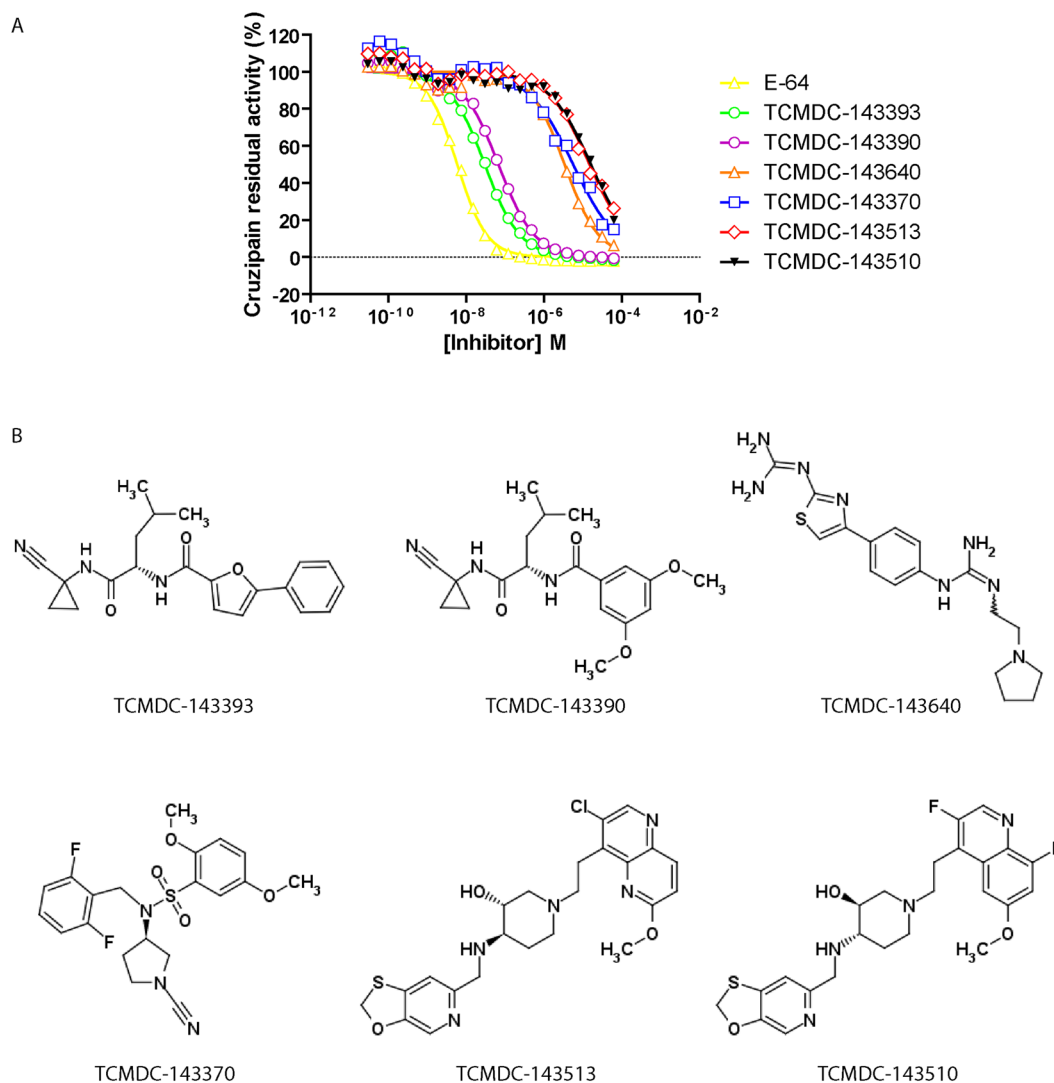 A
Cruzipain residual activity (%)
120
100
80
60
40
20
0
-20
10-12 10-10 10-8 10-6 10-4 10-2
[Inhibitor] M
E-64
TCMDC-143393
TCMDC-143390
TCMDC-143640
TCMDC-143370
TCMDC-143513
TCMDC-143510
B
H3C
CH3
N
H
N
O
N
H
O
O
TCMDC-143393
H3C
CH3
N
H
N
O
N
H
O
O
CH3
O
H3C
TCMDC-143390
H2N
H2N
N
N
S
NH2
N
H
N
N
TCMDC-143640
CH3
O
F
O
S
O
O
CH3
N
F
N
N
TCMDC-143370
Cl
N
N
HO
N
O
H3C
HN
S
O
N
TCMDC-143513
F
N
F
HO
N
O
H3C
HN
S
O
N
TCMDC-143510